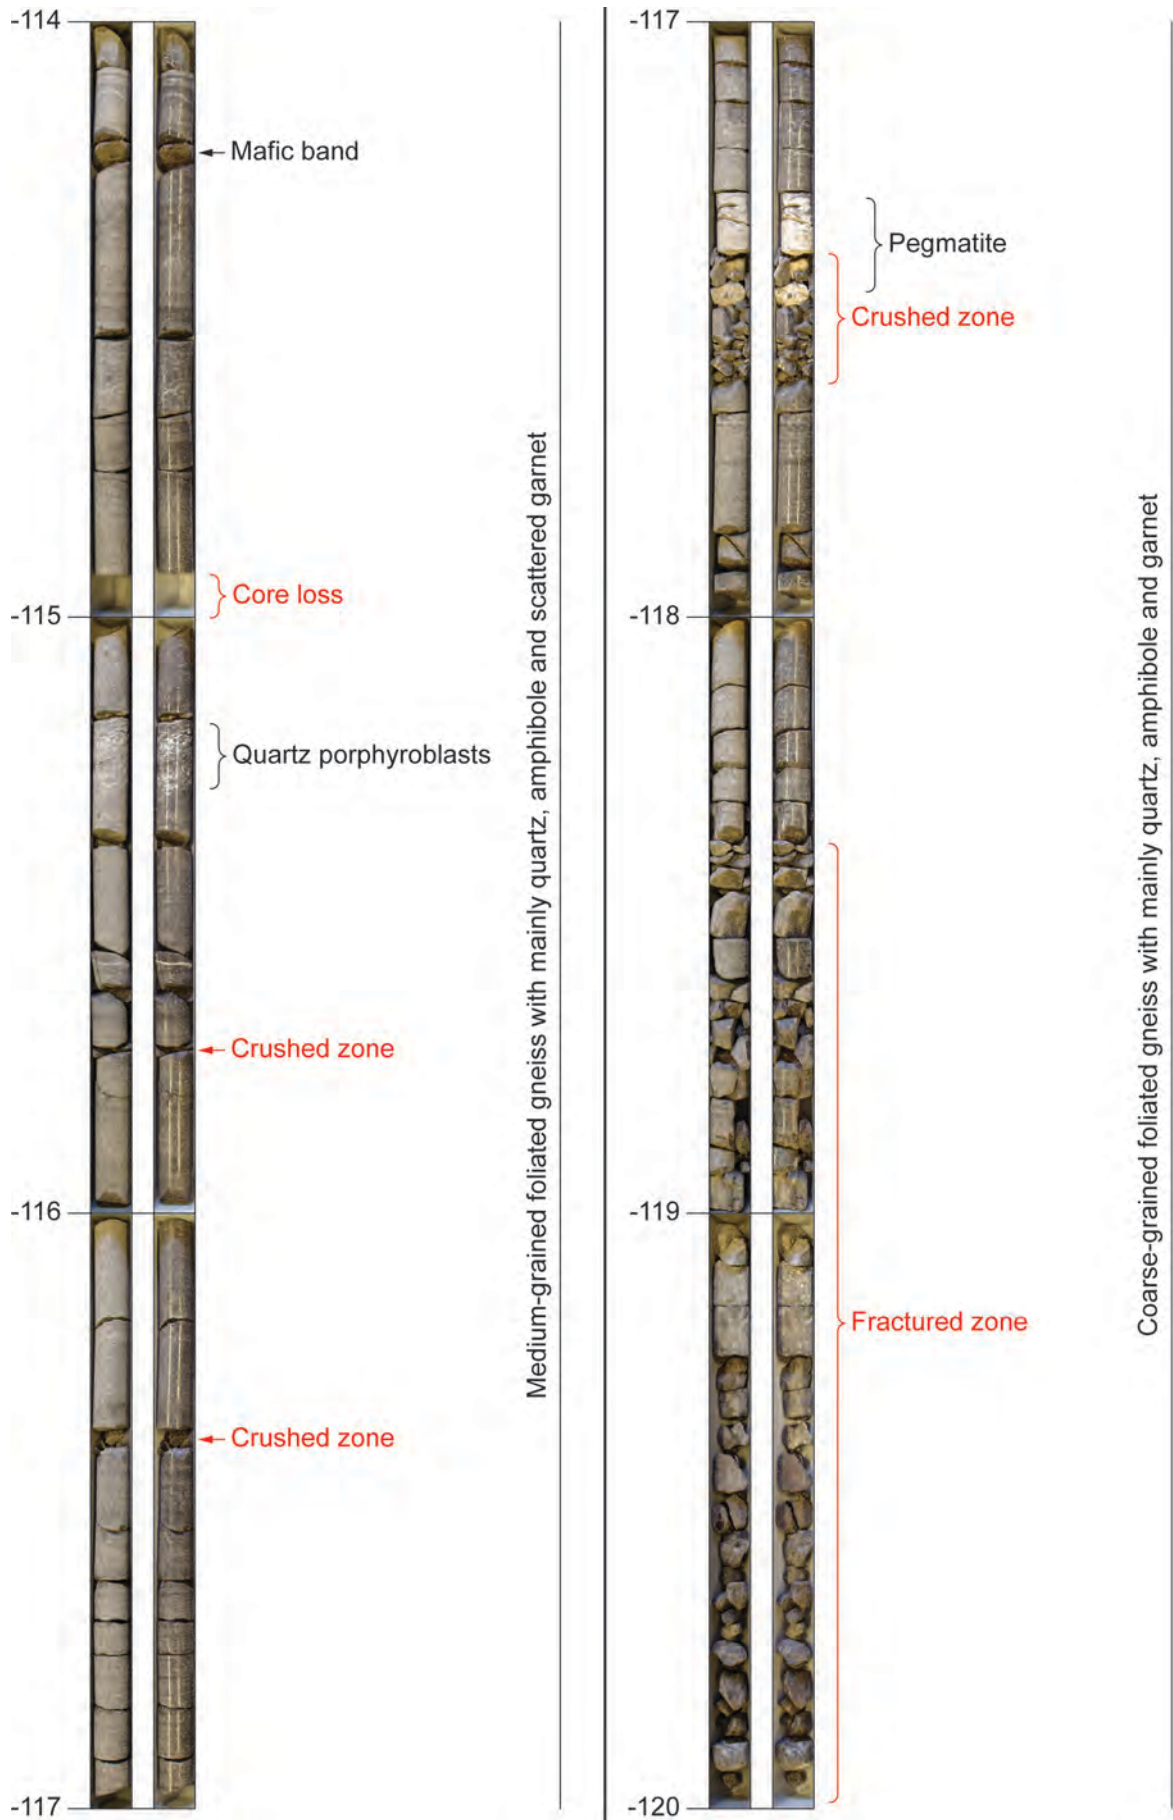 -114
Mafic band
Core loss
-115
Quartz porphyroblasts
Crushed zone
-116
Crushed zone
-117
Medium-grained foliated gneiss with mainly quartz, amphibole and scattered garnet
-117
Pegmatite
Crushed zone
-118
-119
Fractured zone
-120
Coarse-grained foliated gneiss with mainly quartz, amphibole and garnet